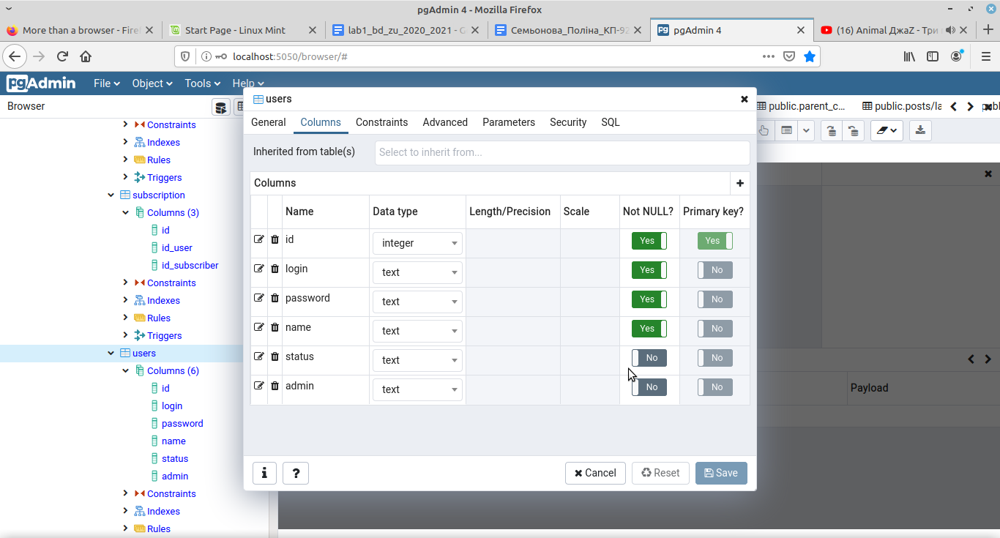 pgAdmin 4 - Mozilla Firefox
More than a browser - Fire
Start Page - Linux Mint
lab1_bd_zu_2020_2021 - G
Семьонова_Поліна_КП-92
pgAdmin 4
(16) Animal ДжаZ - Три
localhost:5050/browser/#
pgAdmin File Object Tools Help
Browser
public.parent_c...
public.posts/la
publ
Constraints
Indexes
Rules
Triggers
subscription
Columns (3)
id
id_user
id_subscriber
Constraints
Indexes
Rules
Triggers
users
Columns (6)
id
login
password
name
status
admin
Constraints
Indexes
Rules
users
General Columns Constraints Advanced Parameters Security SQL
Inherited from table(s) Select to inherit from...
Columns
Name Data type Length/Precision Scale Not NULL? Primary key?
id integer Yes Yes
login text Yes No
password text Yes No
name text Yes No
status text No No
admin text No No
Cancel Reset Save
Payload